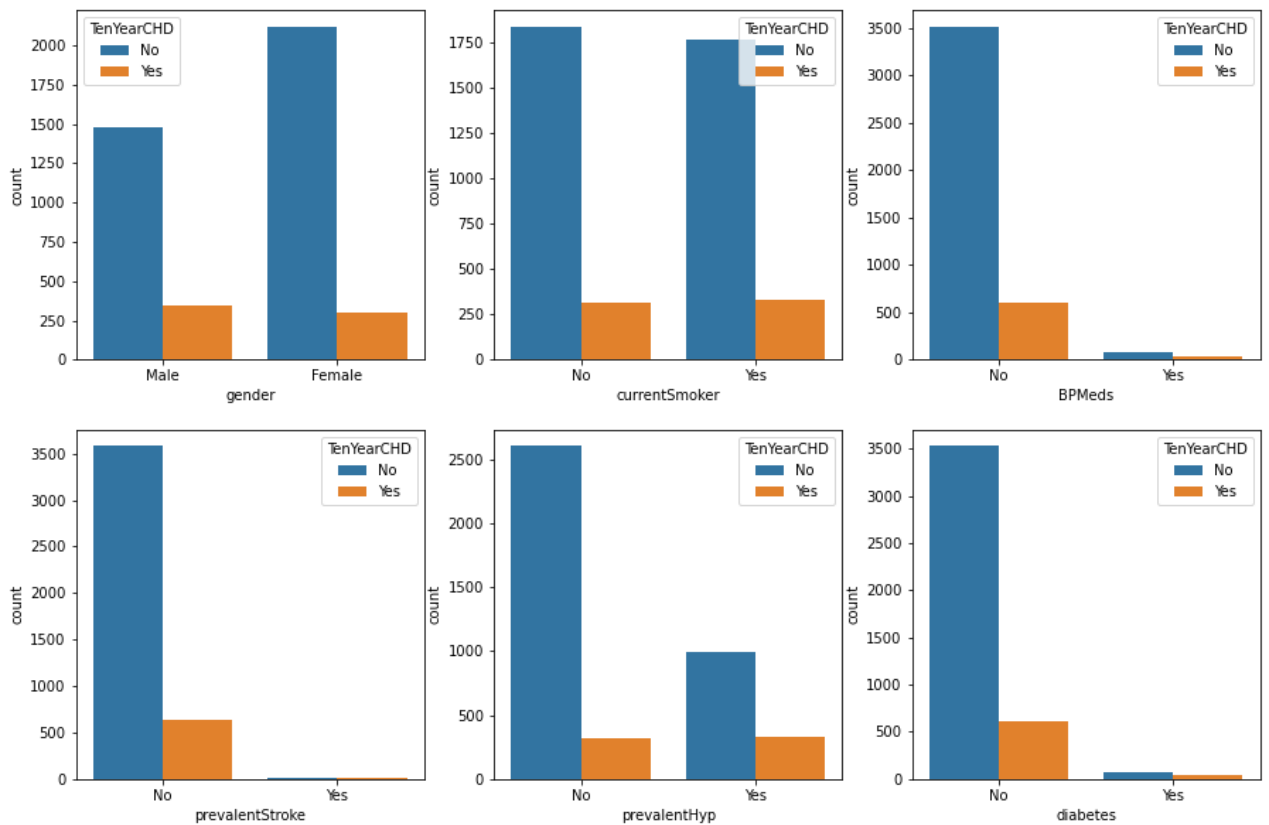 TenYearCHD
No
Yes
2000
1750
1500
1250
1000
750
500
250
0
count
Male Female
gender
TenYearCHD
No
Yes
1750
1500
1250
1000
750
500
250
0
count
No Yes
currentSmoker
TenYearCHD
No
Yes
3500
3000
2500
2000
1500
1000
500
0
count
No Yes
BPMeds
TenYearCHD
No
Yes
3500
3000
2500
2000
1500
1000
500
0
count
No Yes
prevalentStroke
TenYearCHD
No
Yes
2500
2000
1500
1000
500
0
count
No Yes
prevalentHyp
TenYearCHD
No
Yes
3500
3000
2500
2000
1500
1000
500
0
count
No Yes
diabetes